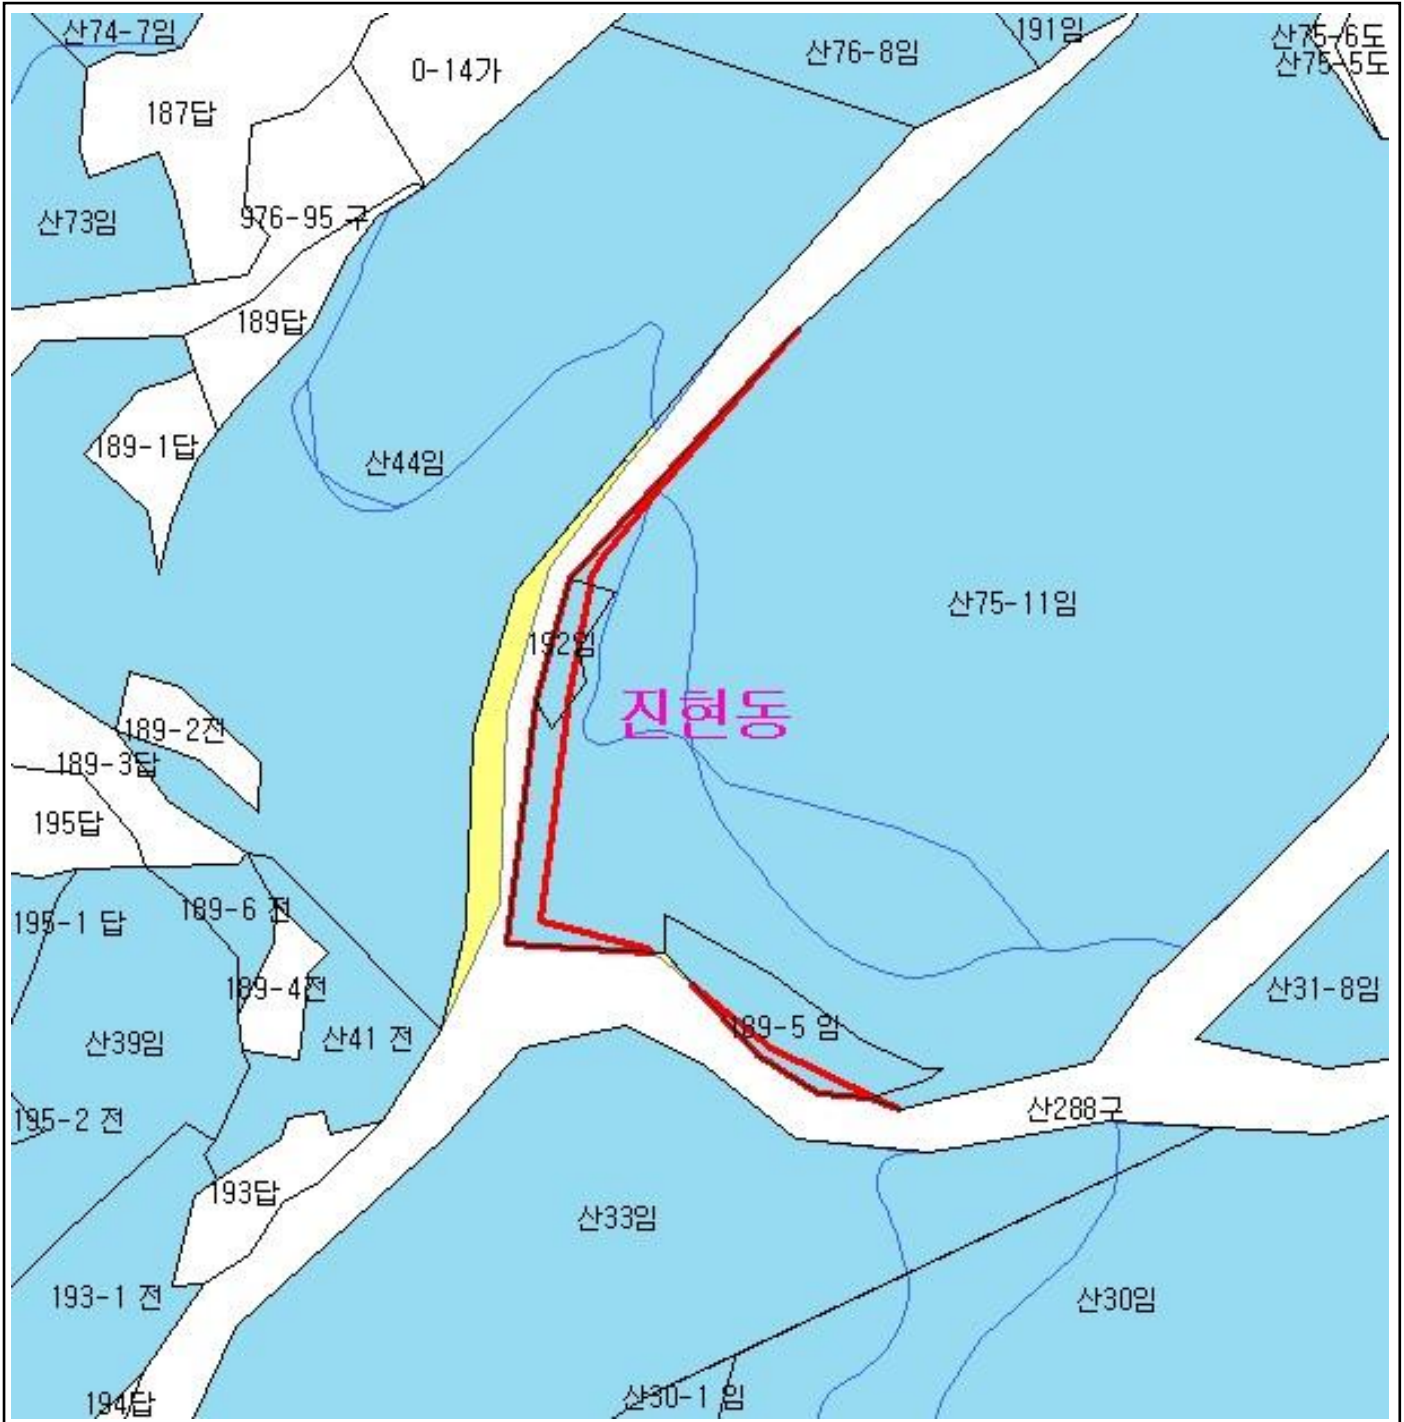 산74-7임
191임
산75-6도
산75-5도
산76-8임
0-14가
187답
산73임
976-95 구
189답
189-1답
산44임
산75-11임
192임
진현동
189-2전
189-3답
195답
195-1 답
189-6 전
189-4전
산31-8임
189-5 임
산39임
산41 전
195-2 전
산288구
193답
산33임
193-1 전
산30임
194답
산30-1 임